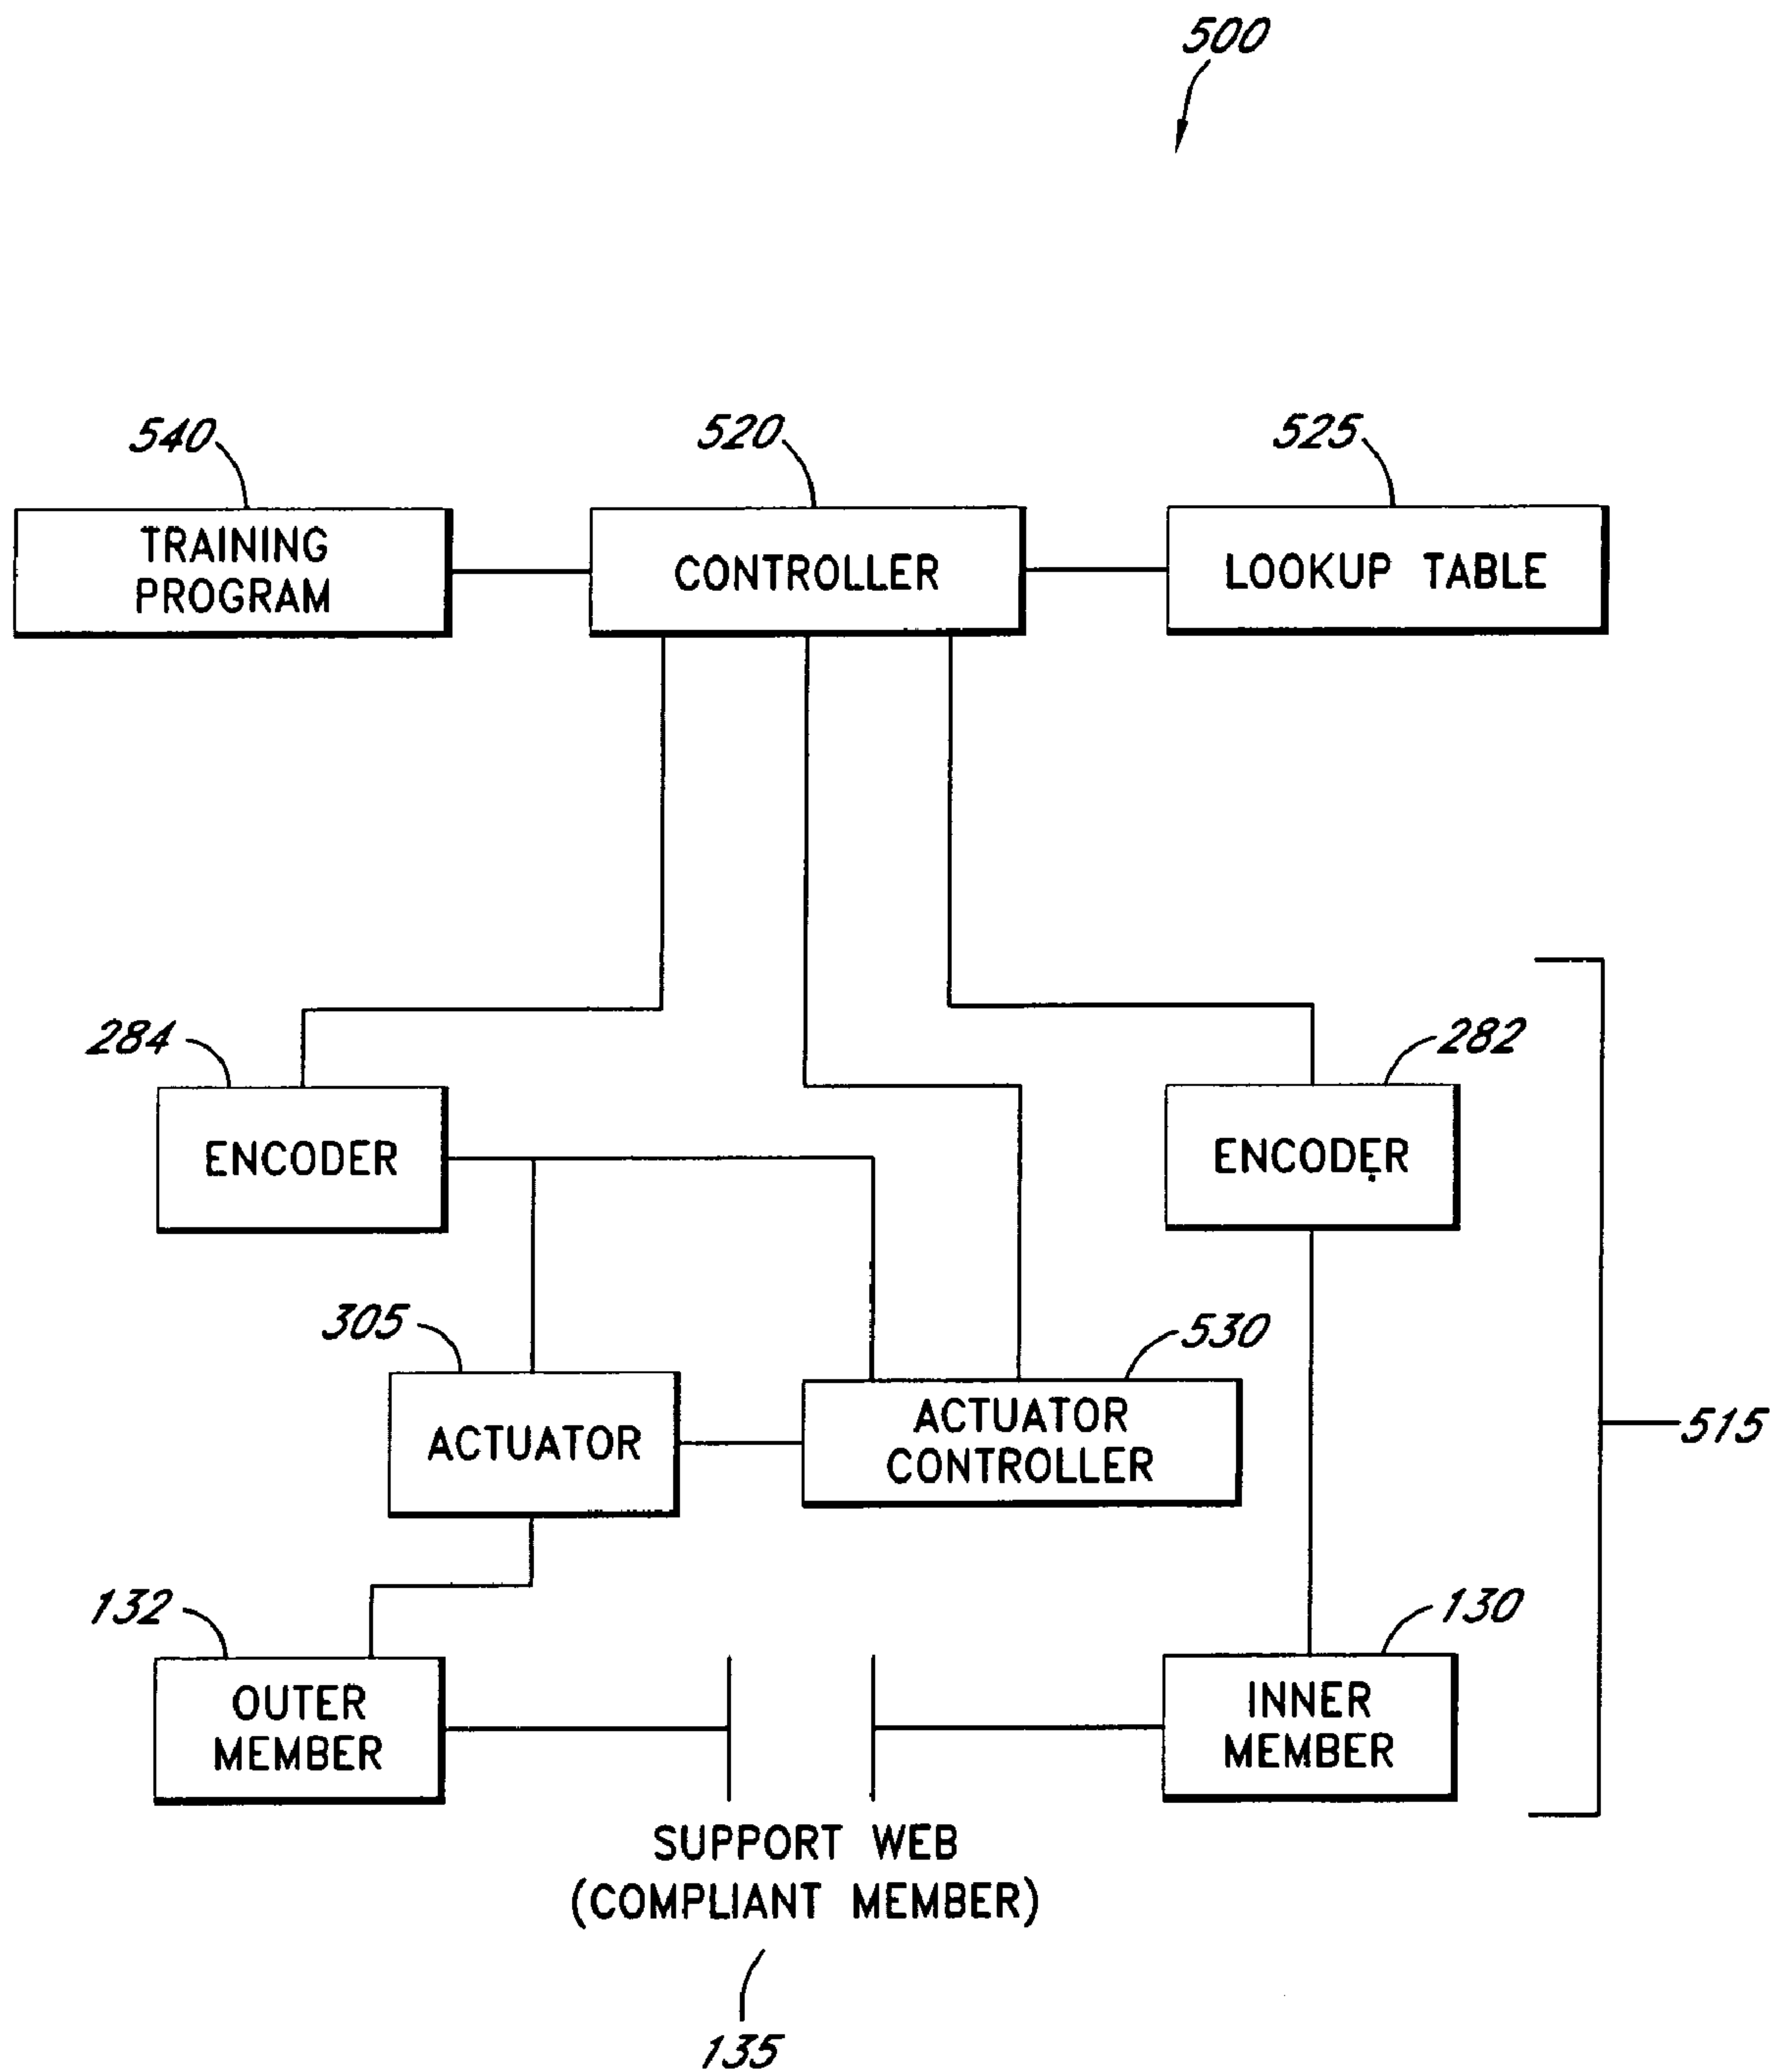 500
540
520
525
TRAINING
PROGRAM
CONTROLLER
LOOKUP TABLE
284
282
ENCODER
ENCODER
305
530
ACTUATOR
ACTUATOR
CONTROLLER
515
132
130
OUTER
MEMBER
INNER
MEMBER
SUPPORT WEB
(COMPLIANT MEMBER)
135